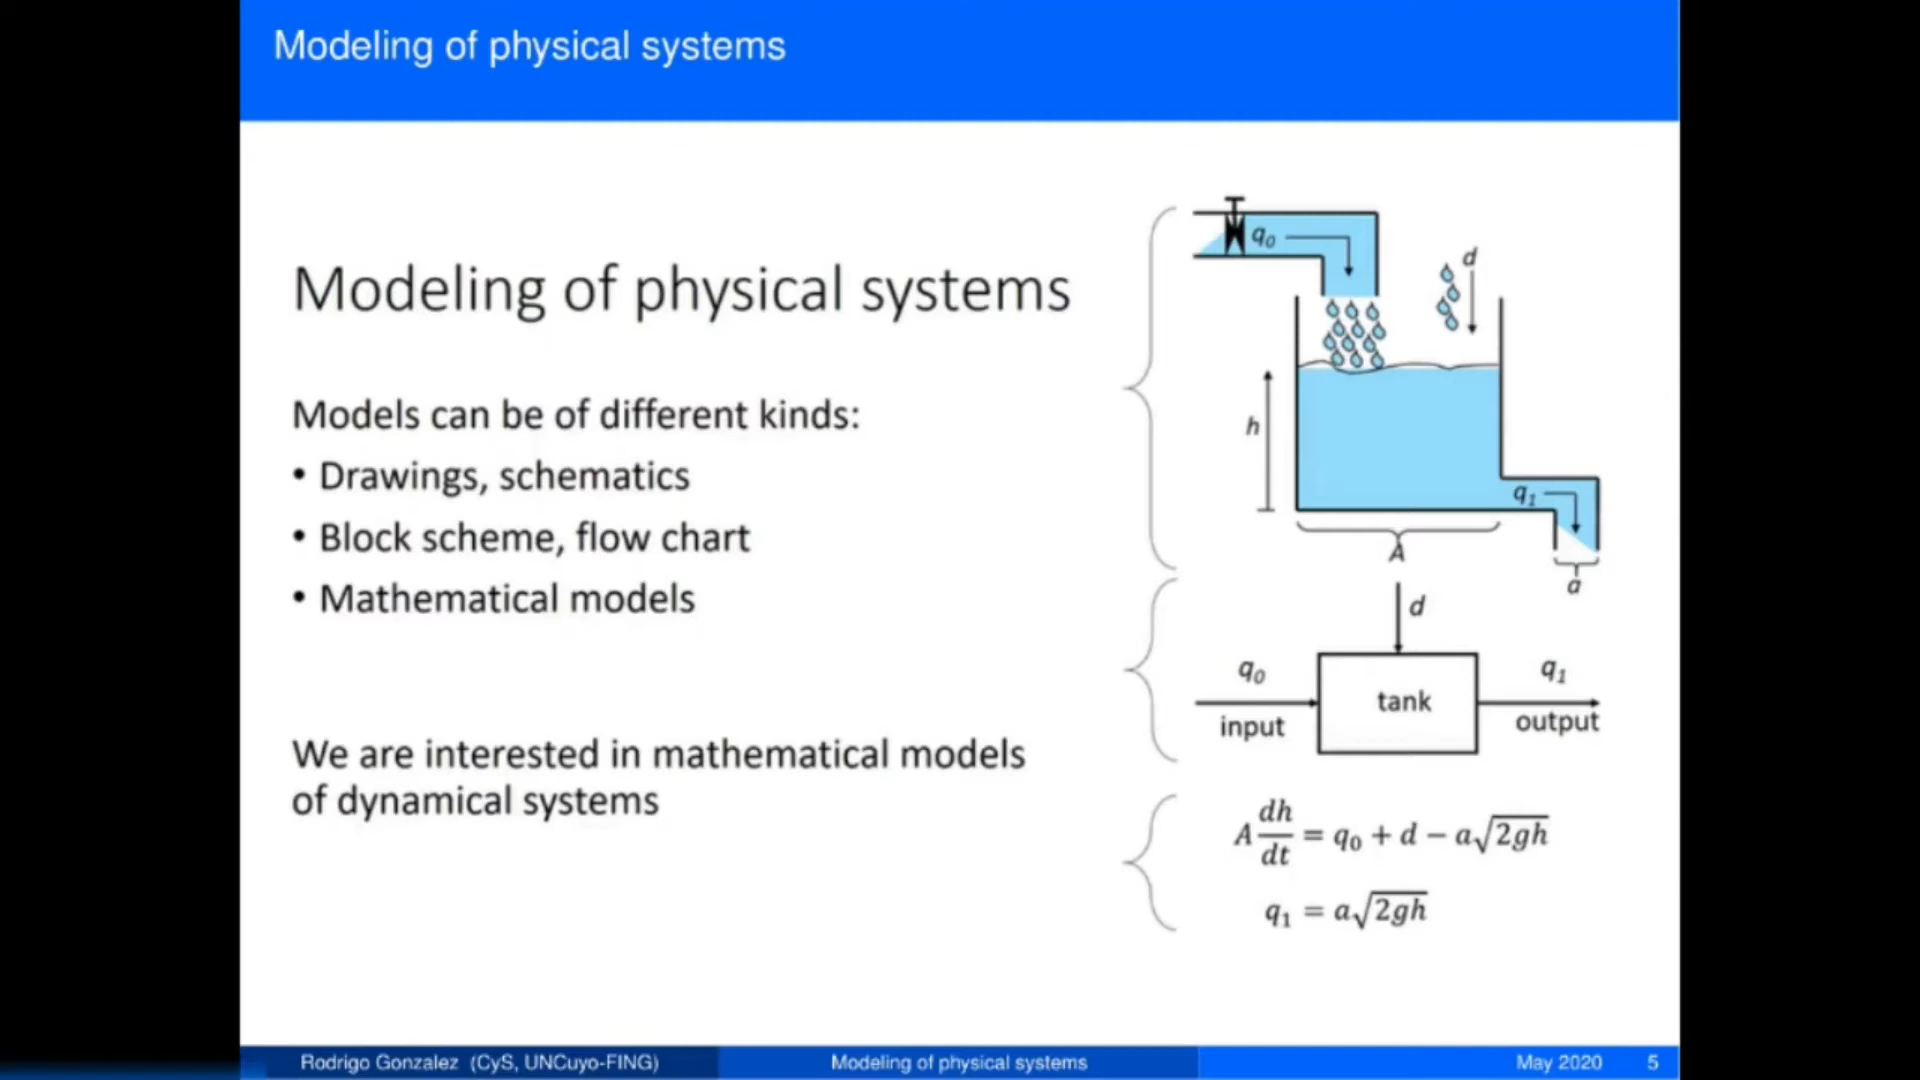 Modeling of physical systems
Modeling of physical systems
Models can be of different kinds:
• Drawings, schematics
• Block scheme, flow chart
• Mathematical models
We are interested in mathematical models
of dynamical systems
q₀
d
h
q₁
A
a
d
q₀
input
tank
q₁
output
A dh/dt = q₀ + d − a√2gh
q₁ = a√2gh
Rodrigo Gonzalez (CyS, UNCuyo-FING) Modeling of physical systems May 2020 5